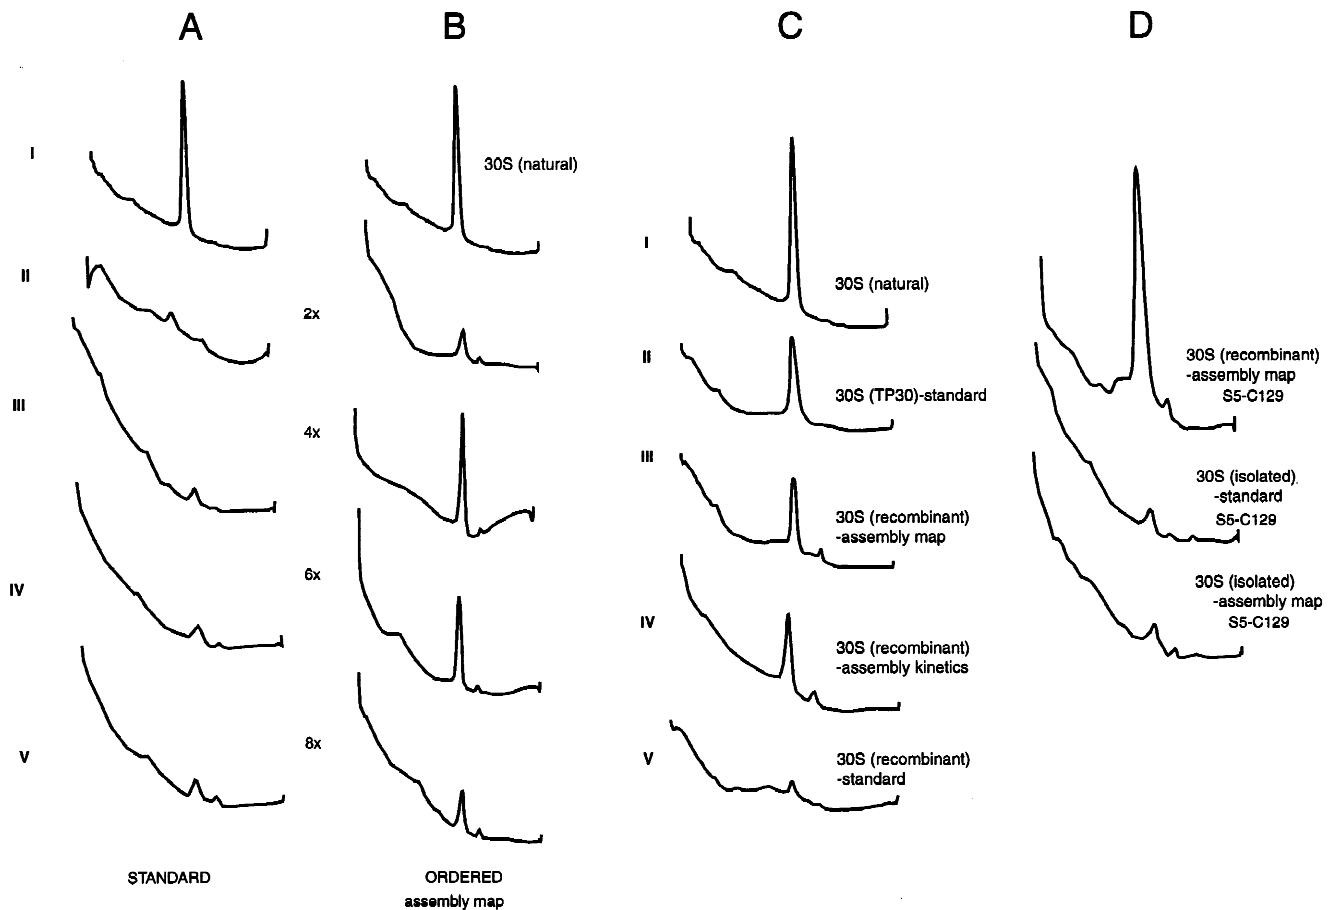 A
B
C
D
I
II
III
IV
V
STANDARD
30S (natural)
2x
4x
6x
8x
ORDERED
assembly map
I
30S (natural)
II
30S (TP30)-standard
III
30S (recombinant)
-assembly map
IV
30S (recombinant)
-assembly kinetics
V
30S (recombinant)
-standard
30S (recombinant)
-assembly map
S5-C129
30S (isolated)
-standard
S5-C129
30S (isolated)
-assembly map
S5-C129